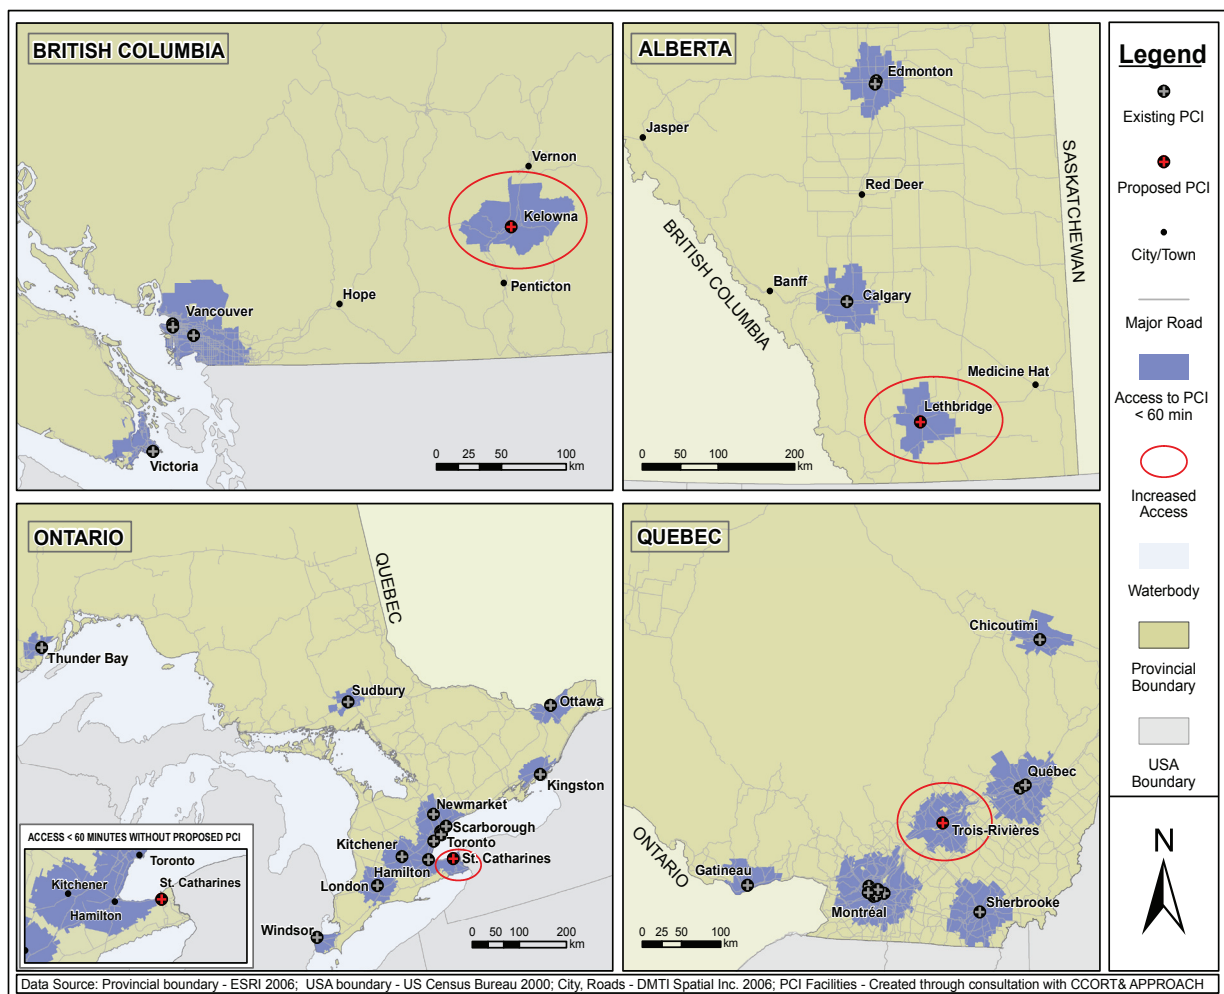 BRITISH COLUMBIA
Vernon
Kelowna
Penticton
Hope
Vancouver
Victoria
0 25 50 100
km
ALBERTA
Edmonton
Jasper
SASKATCHEWAN
Red Deer
BRITISH COLUMBIA
Banff
Calgary
Medicine Hat
Lethbridge
0 50 100 200
km
ONTARIO
QUEBEC
Thunder Bay
Sudbury
Ottawa
Kingston
Newmarket
Scarborough
Toronto
Kitchener
St. Catharines
Hamilton
London
Windsor
0 50 100 200
km
ACCESS < 60 MINUTES WITHOUT PROPOSED PCI
Toronto
Kitchener
St. Catharines
Hamilton
QUEBEC
Chicoutimi
Québec
Trois-Rivières
ONTARIO
Gatineau
Montréal
Sherbrooke
0 25 50 100
km
Legend
Existing PCI
Proposed PCI
City/Town
Major Road
Access to PCI
< 60 min
Increased
Access
Waterbody
Provincial
Boundary
USA
Boundary
N
Data Source: Provincial boundary - ESRI 2006; USA boundary - US Census Bureau 2000; City, Roads - DMTI Spatial Inc. 2006; PCI Facilities - Created through consultation with CCORT& APPROACH